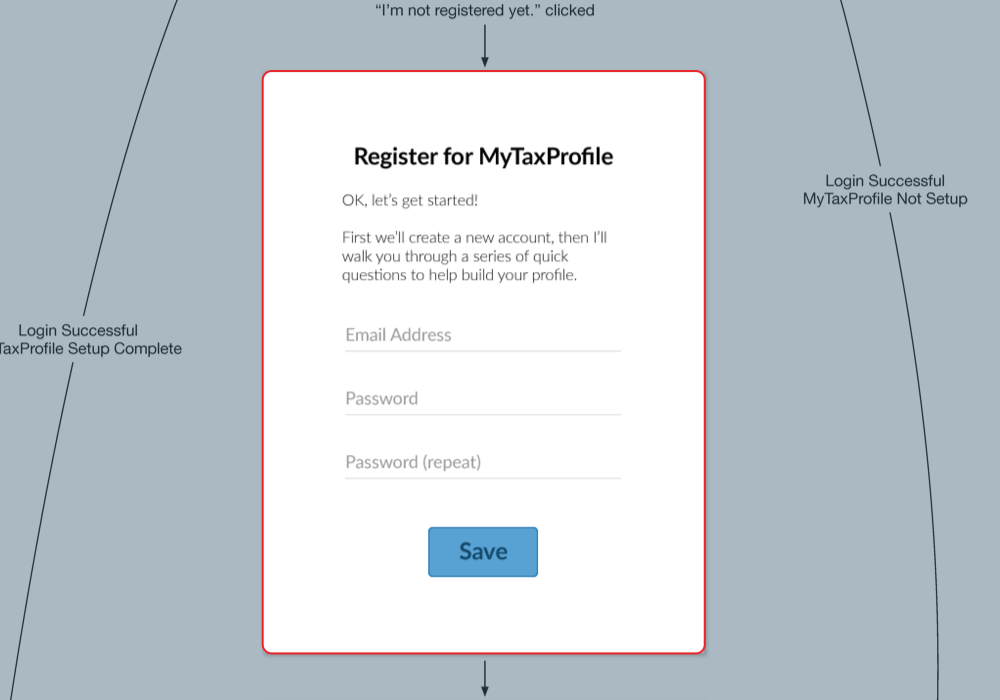 “I’m not registered yet.” clicked
Register for MyTaxProfile
OK, let’s get started!
First we'll create a new account, then I’ll
walk you through a series of quick
questions to help build your profile.
Email Address
Password
Password (repeat)
Save
Login Successful
MyTaxProfile Not Setup
Login Successful
TaxProfile Setup Complete